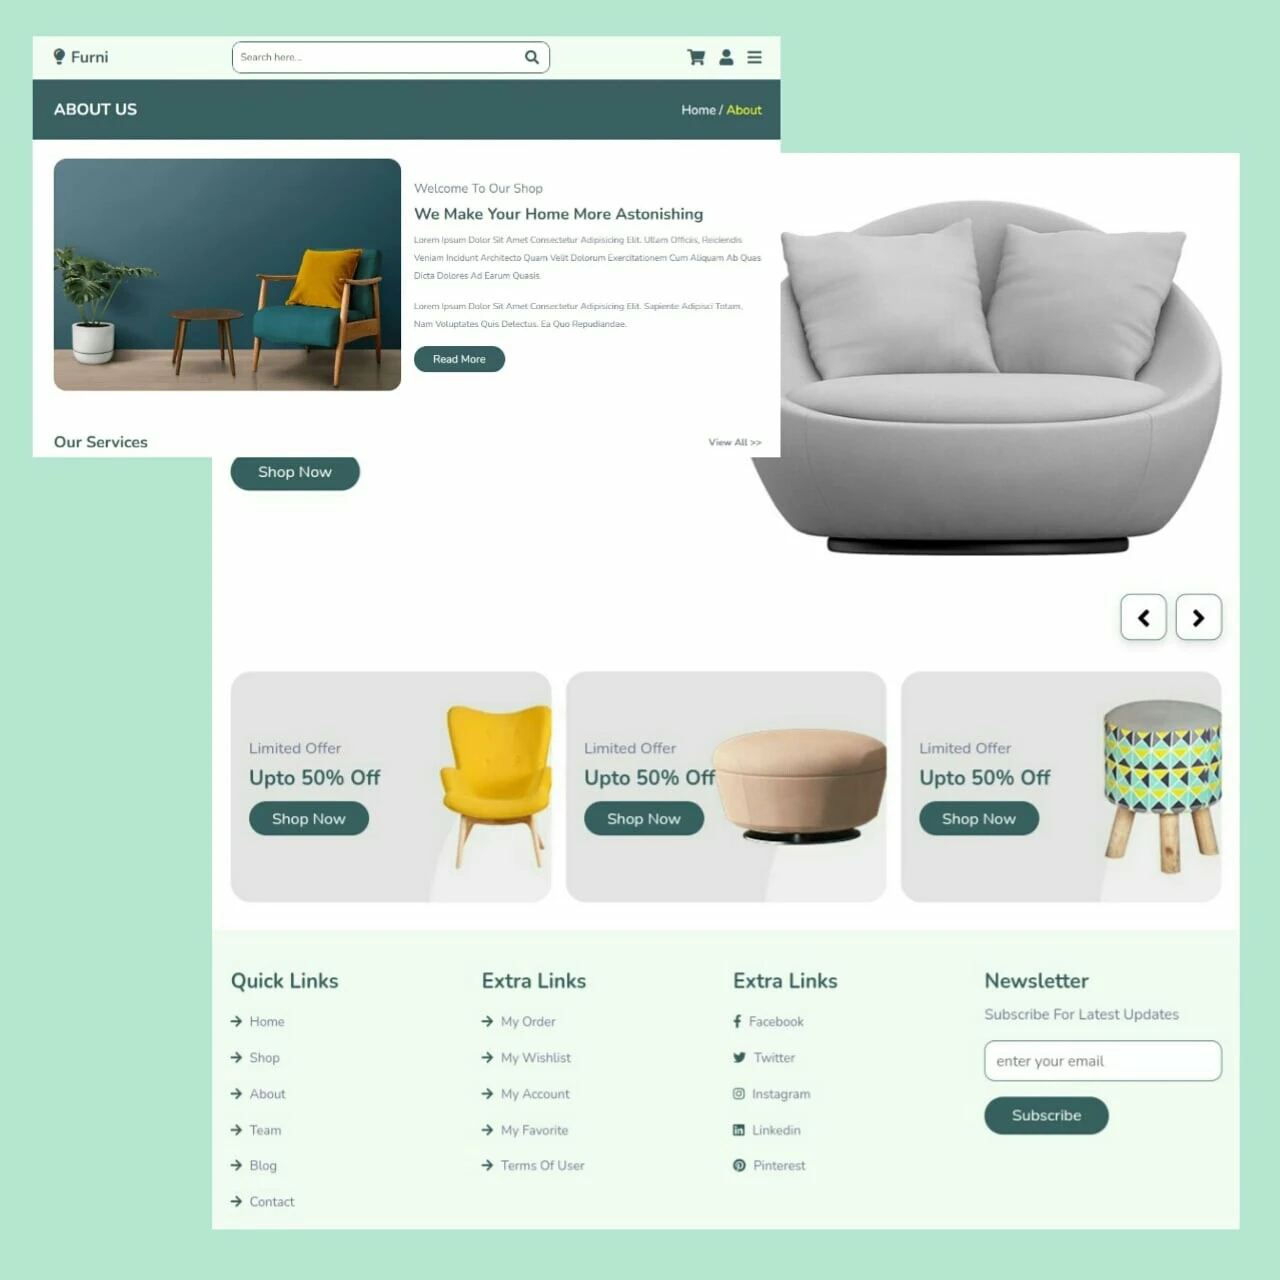 Furni
Search here...
ABOUT US
Home / About
Welcome To Our Shop
We Make Your Home More Astonishing
Lorem Ipsum Dolor Sit Amet Consectetur Adipisicing Elit. Ullam Officiis, Reiciendis
Veniam Incidunt Architecto Quam Velit Dolorum Exercitationem Cum Aliquam Ab Quas
Dicta Dolores Ad Earum Quasis.
Lorem Ipsum Dolor Sit Amet Consectetur Adipisicing Elit. Sapiente Adipisci Totam,
Nam Voluptates Quis Delectus. Ea Quo Repudiandae.
Read More
Our Services
View All >>
Shop Now
Limited Offer
Upto 50% Off
Shop Now
Limited Offer
Upto 50% Off
Shop Now
Limited Offer
Upto 50% Off
Shop Now
Quick Links
Home
Shop
About
Team
Blog
Contact
Extra Links
My Order
My Wishlist
My Account
My Favorite
Terms Of User
Extra Links
Facebook
Twitter
Instagram
Linkedin
Pinterest
Newsletter
Subscribe For Latest Updates
enter your email
Subscribe